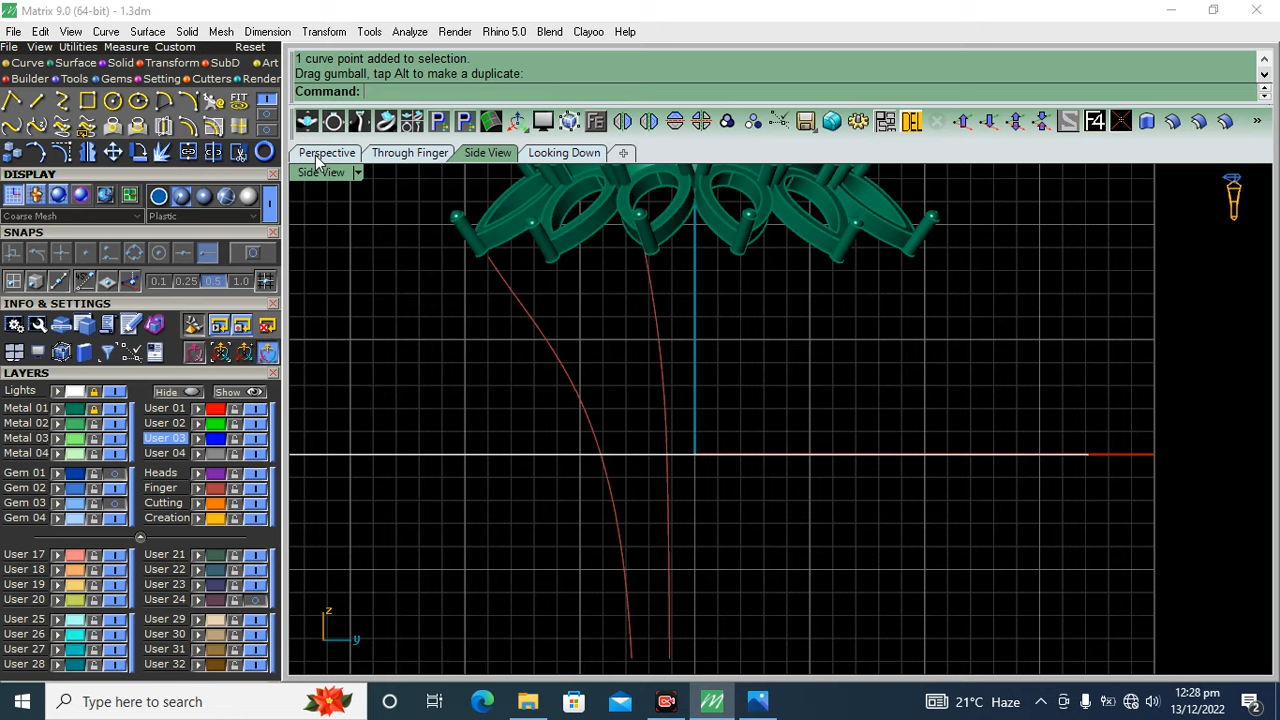 Matrix 9.0 (64-bit) - 1.3dm
File Edit View Curve Surface Solid Mesh Dimension Transform Tools Analyze Render Rhino 5.0 Blend Clayoo Help
File View Utilities Measure Custom Reset
Curve Surface Solid Transform SubD Art
Builder Tools Gems Setting Cutters Render
1 curve point added to selection.
Drag gumball, tap Alt to make a duplicate:
Command:
FIT
P P FE DEL S F4 »
Perspective Through Finger Side View Looking Down
Side View
DISPLAY
Coarse Mesh Plastic
SNAPS
0.1 0.25 0.5 1.0
INFO & SETTINGS
LAYERS
Lights Hide Show
Metal 01 User 01
Metal 02 User 02
Metal 03 User 03
Metal 04 User 04
Gem 01 Heads
Gem 02 Finger
Gem 03 Cutting
Gem 04 Creation
User 17 User 21
User 18 User 22
User 19 User 23
User 20 User 24
User 25 User 29
User 26 User 30
User 27 User 31
User 28 User 32
z
y
Type here to search
21°C Haze
12:28 pm
13/12/2022
2